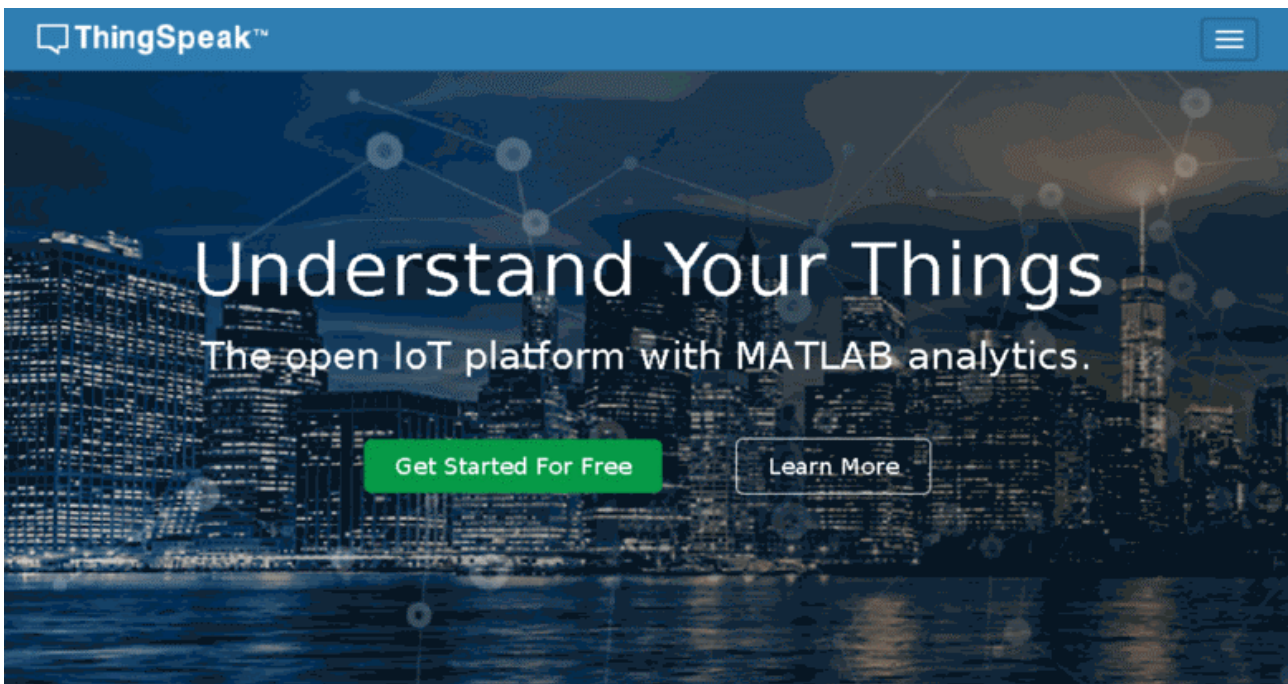 ThingSpeak™
Understand Your Things
The open IoT platform with MATLAB analytics.
Get Started For Free
Learn More